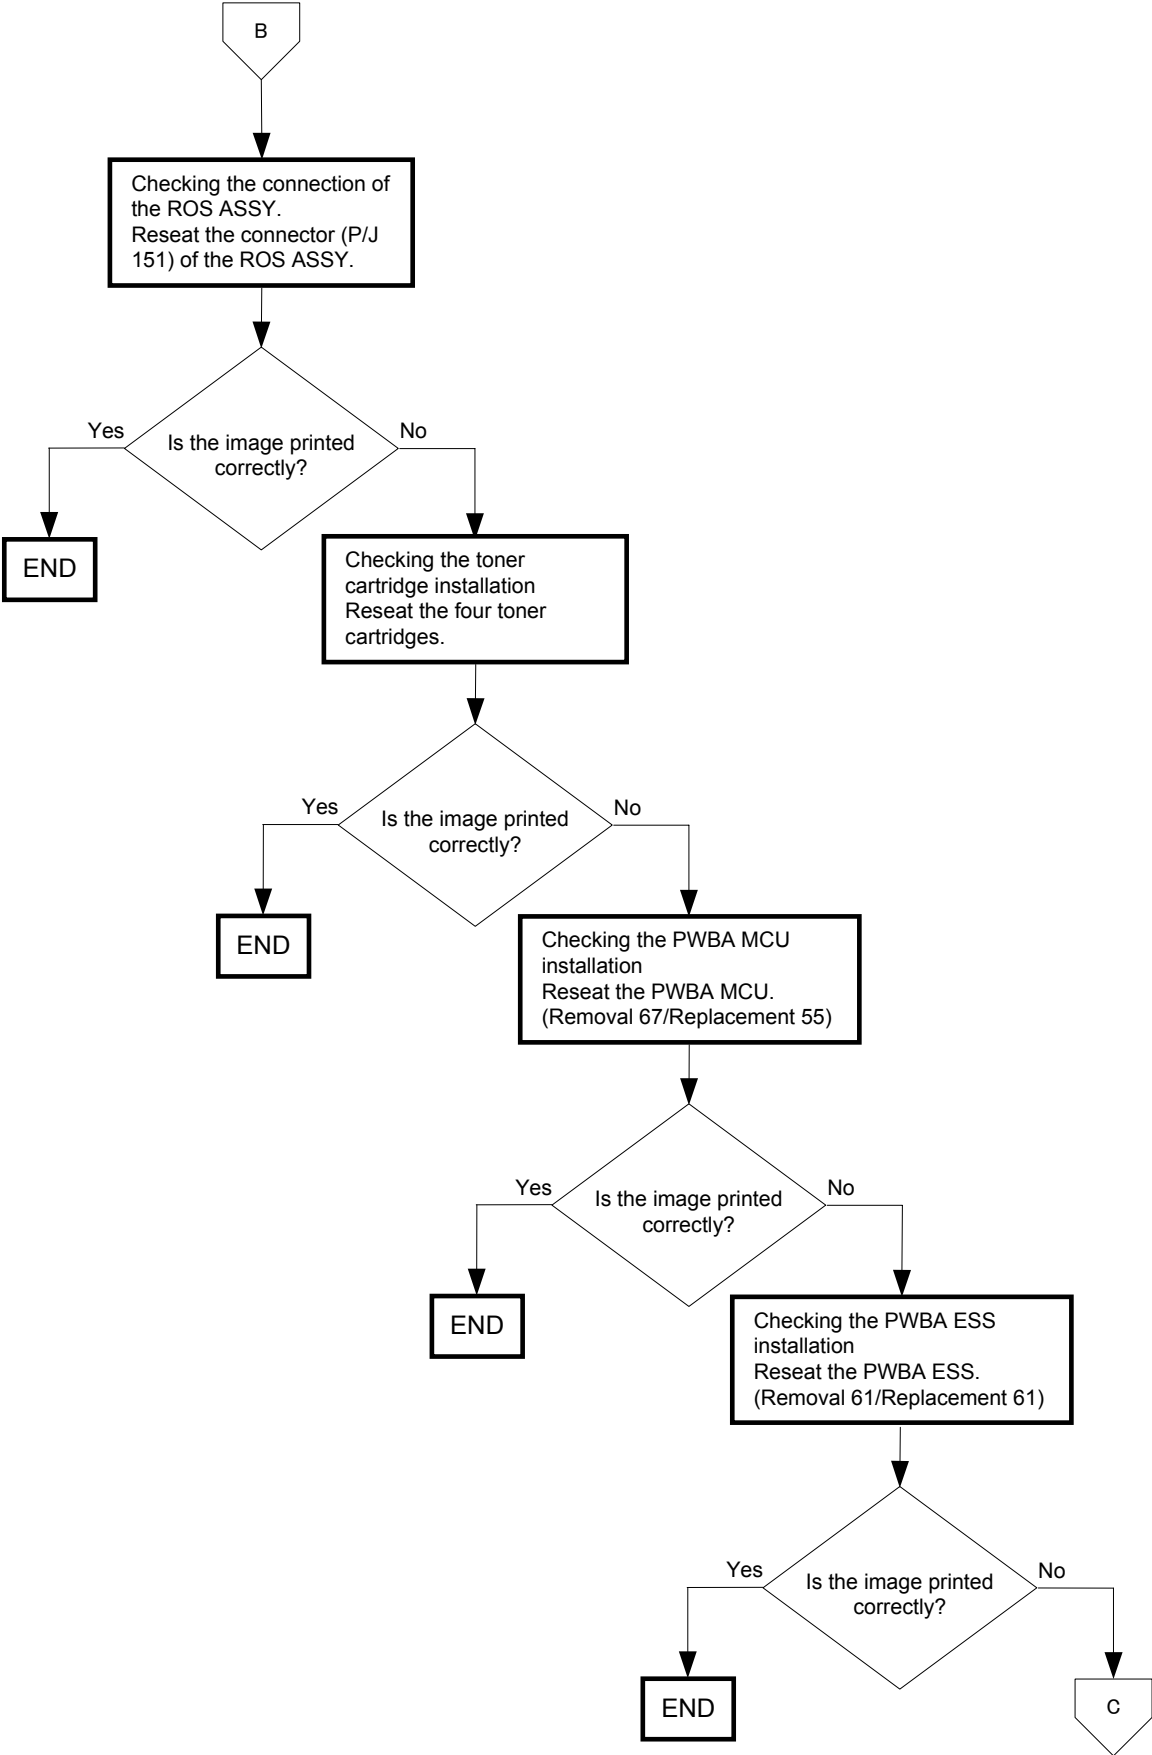 B
Checking the connection of
the ROS ASSY.
Reseat the connector (P/J
151) of the ROS ASSY.
Yes
No
Is the image printed
correctly?
END
Checking the toner
cartridge installation
Reseat the four toner
cartridges.
Yes
No
Is the image printed
correctly?
END
Checking the PWBA MCU
installation
Reseat the PWBA MCU.
(Removal 67/Replacement 55)
Yes
No
Is the image printed
correctly?
END
Checking the PWBA ESS
installation
Reseat the PWBA ESS.
(Removal 61/Replacement 61)
Yes
No
Is the image printed
correctly?
END
C